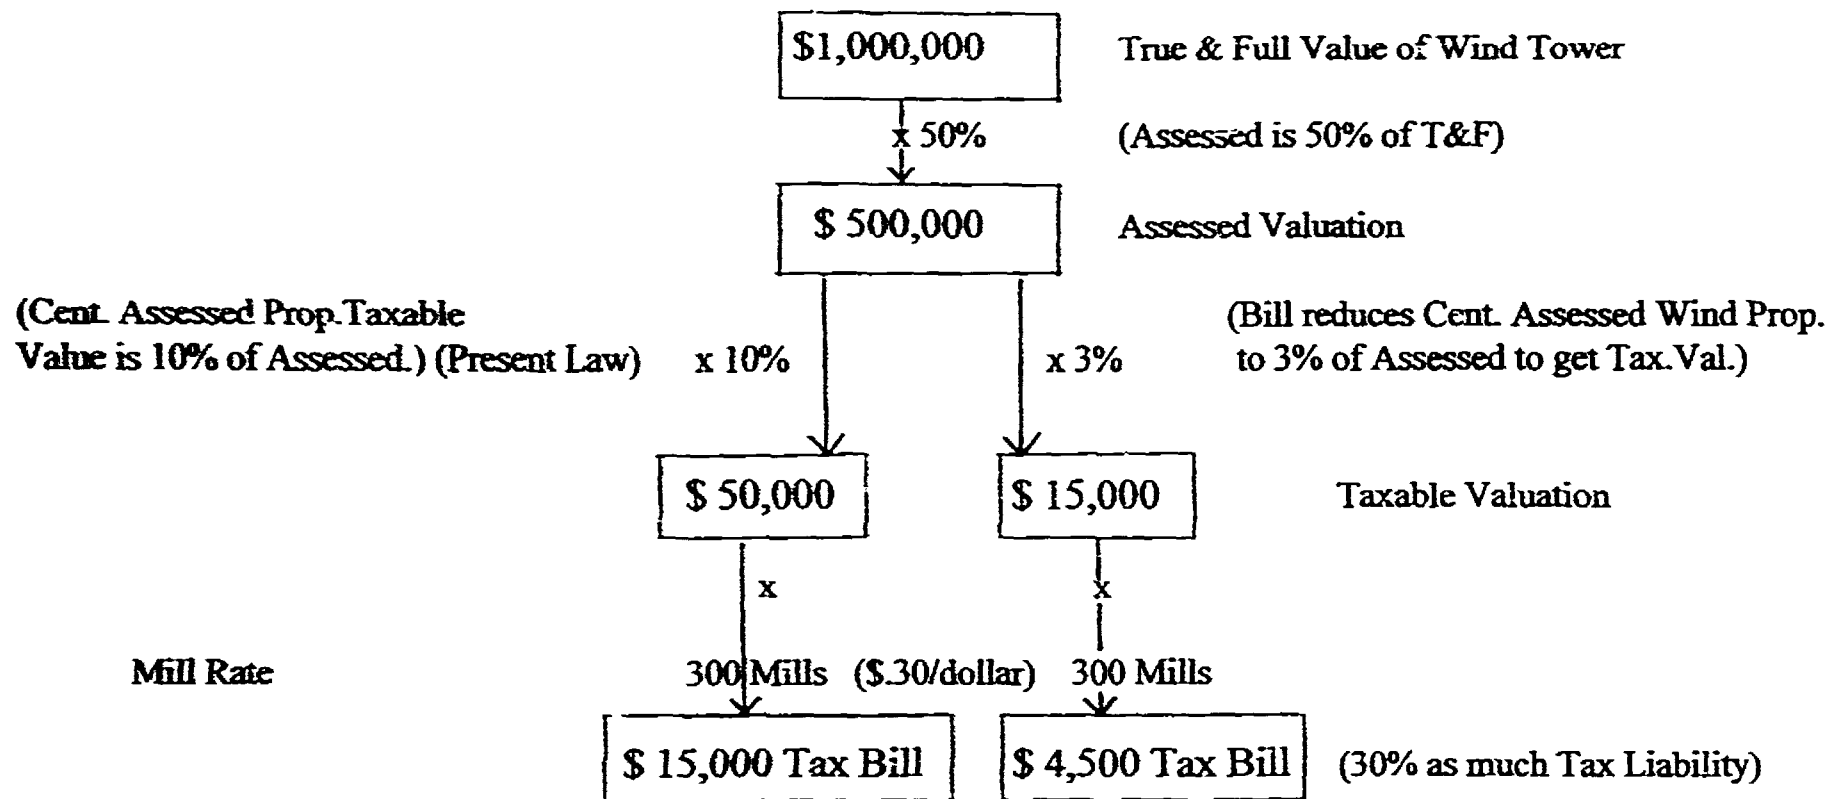 $1,000,000 True & Full Value of Wind Tower
x 50% (Assessed is 50% of T&F)
$ 500,000 Assessed Valuation
(Cent. Assessed Prop.Taxable
Value is 10% of Assessed.) (Present Law) x 10%
x 3%
(Bill reduces Cent. Assessed Wind Prop.
to 3% of Assessed to get Tax.Val.)
$ 50,000 $ 15,000 Taxable Valuation
x x
Mill Rate 300 Mills ($.30/dollar) 300 Mills
$ 15,000 Tax Bill $ 4,500 Tax Bill (30% as much Tax Liability)